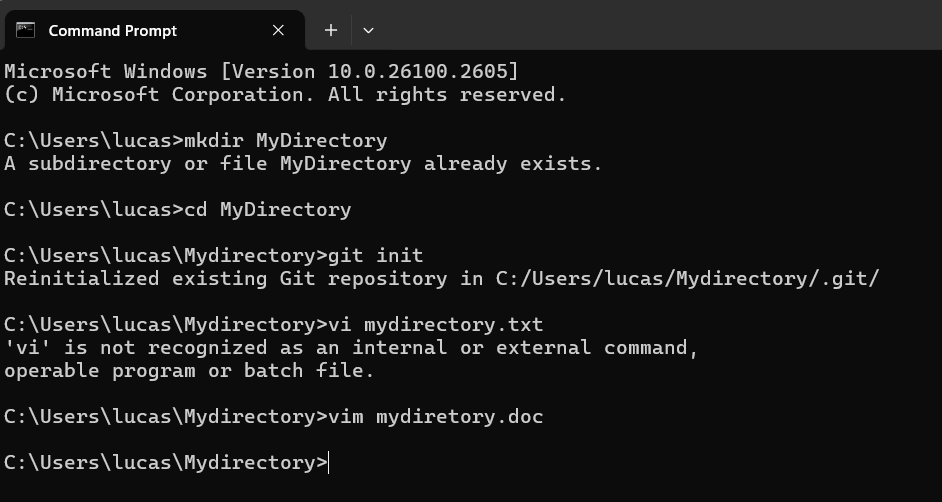 Command Prompt
Microsoft Windows [Version 10.0.26100.2605]
(c) Microsoft Corporation. All rights reserved.
C:\Users\lucas>mkdir MyDirectory
A subdirectory or file MyDirectory already exists.
C:\Users\lucas>cd MyDirectory
C:\Users\lucas\Mydirectory>git init
Reinitialized existing Git repository in C:/Users/lucas/Mydirectory/.git/
C:\Users\lucas\Mydirectory>vi mydirectory.txt
'vi' is not recognized as an internal or external command,
operable program or batch file.
C:\Users\lucas\Mydirectory>vim mydiretory.doc
C:\Users\lucas\Mydirectory>